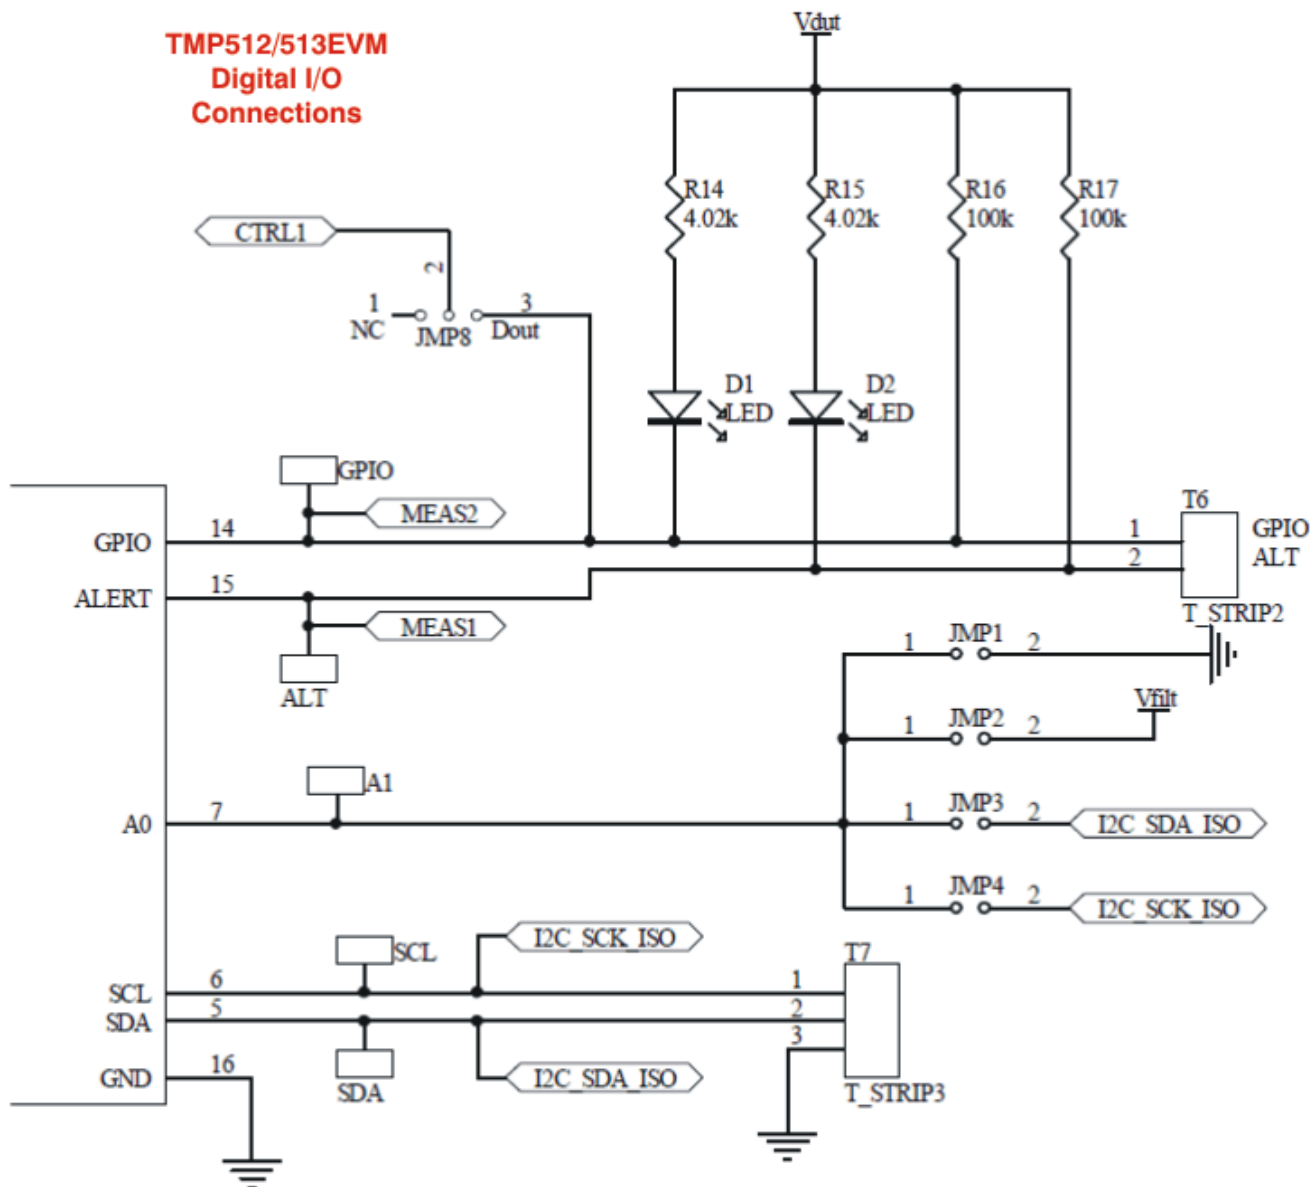 Vdut
TMP512/513EVM
Digital I/O
Connections
R14
4.02k
R15
4.02k
R16
100k
R17
100k
CTRL1
2
1
NC
JMP8
3
Dout
D1
LED
D2
LED
GPIO
MEAS2
T6
GPIO
14
1
GPIO
2
ALT
ALERT
15
MEAS1
T_STRIP2
ALT
1
JMP1
2
Vfilt
1
JMP2
2
A1
A0
7
1
JMP3
2
I2C_SDA_ISO
1
JMP4
2
I2C_SCK_ISO
SCL
I2C_SCK_ISO
T7
SCL
6
1
SDA
5
2
3
GND
16
SDA
I2C_SDA_ISO
T_STRIP3